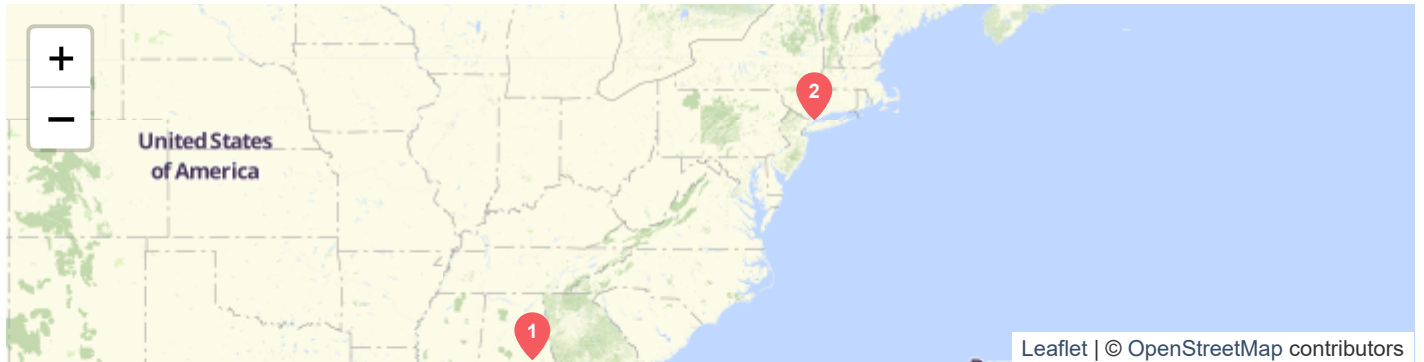 +
−
2
United States
of America
1
Leaflet | © OpenStreetMap contributors